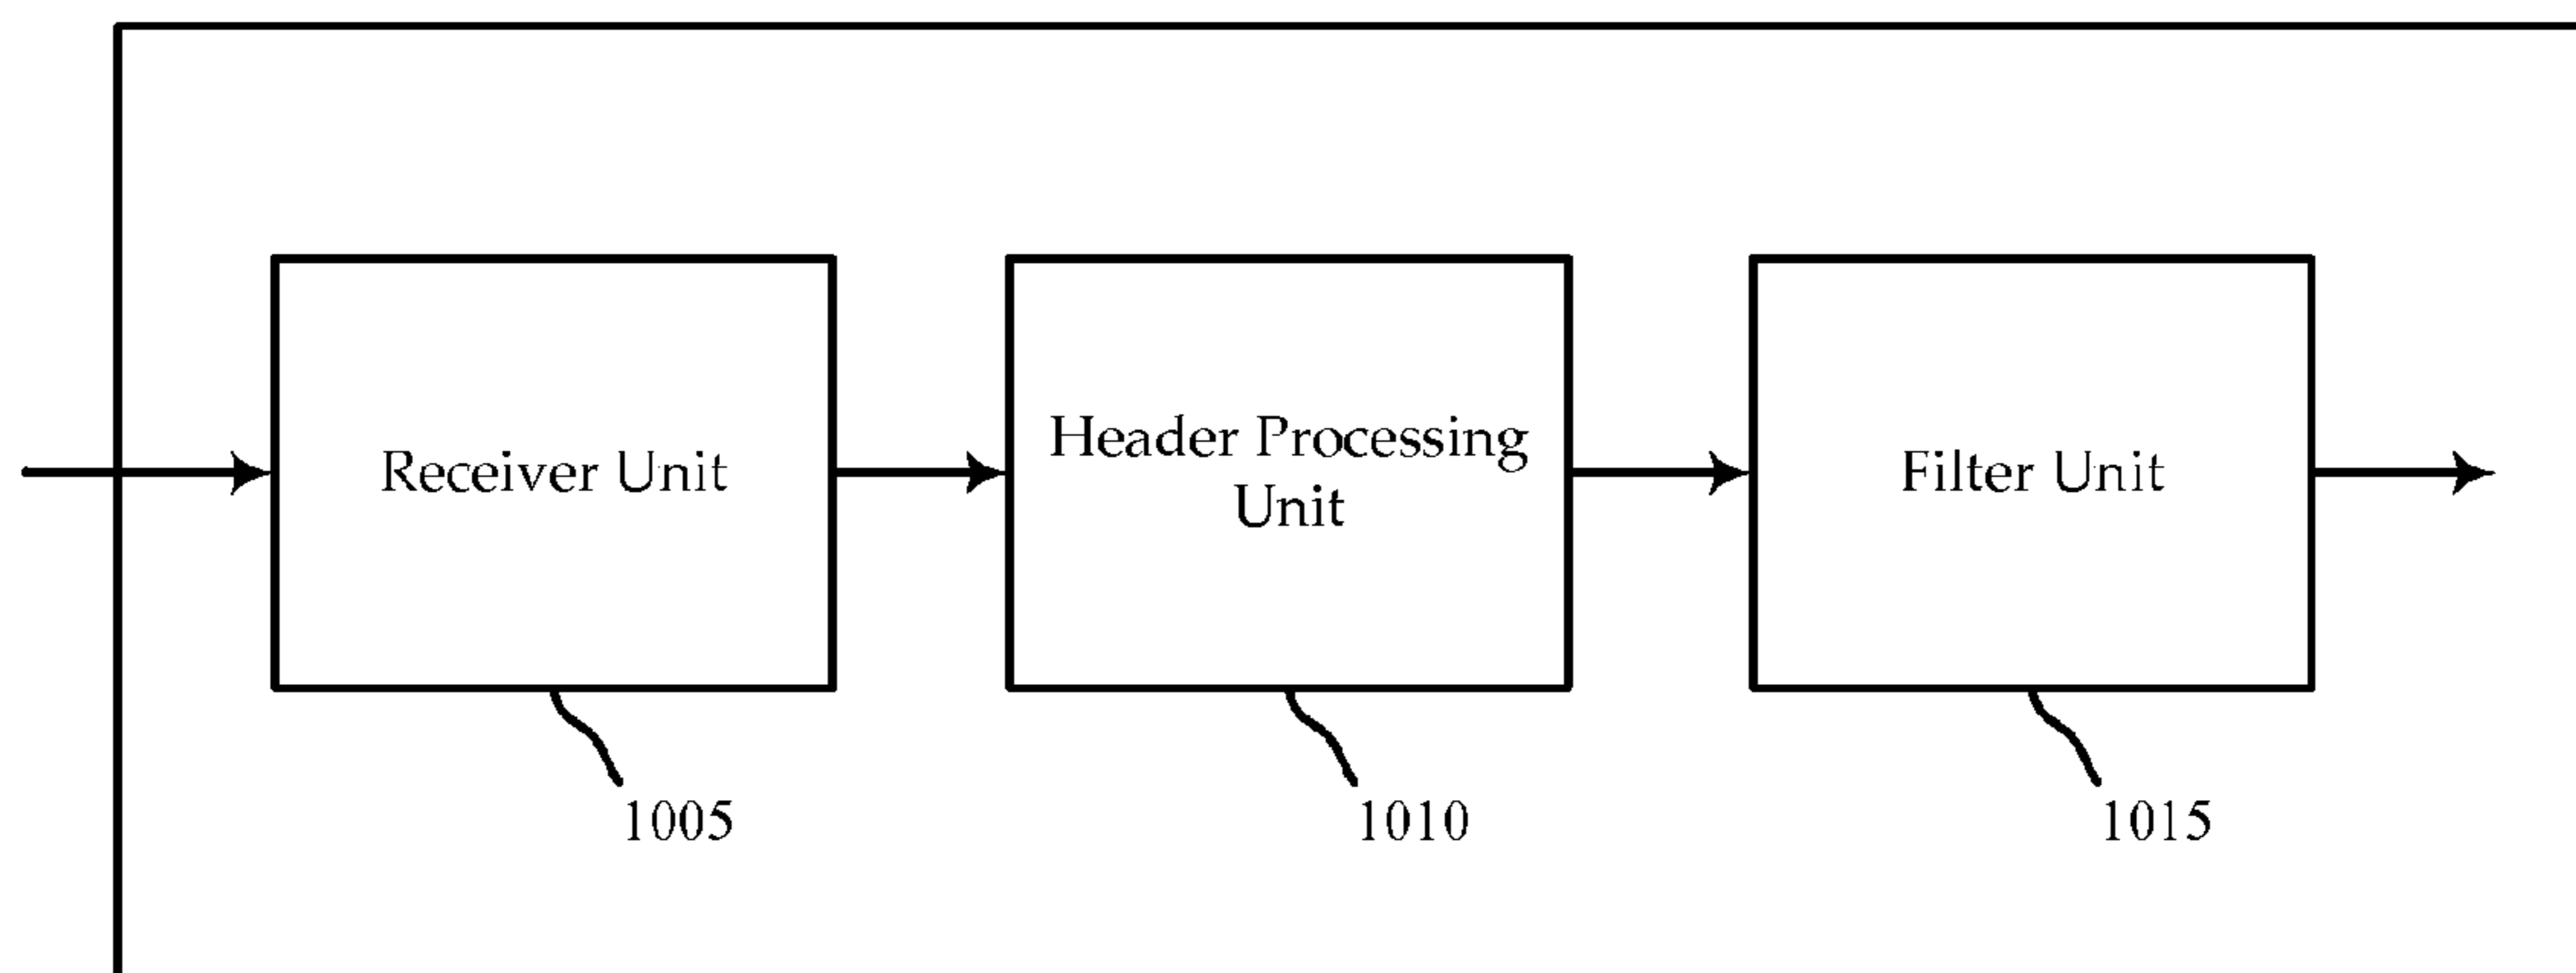 Receiver Unit
Header Processing
Unit
Filter Unit
1005
1010
1015